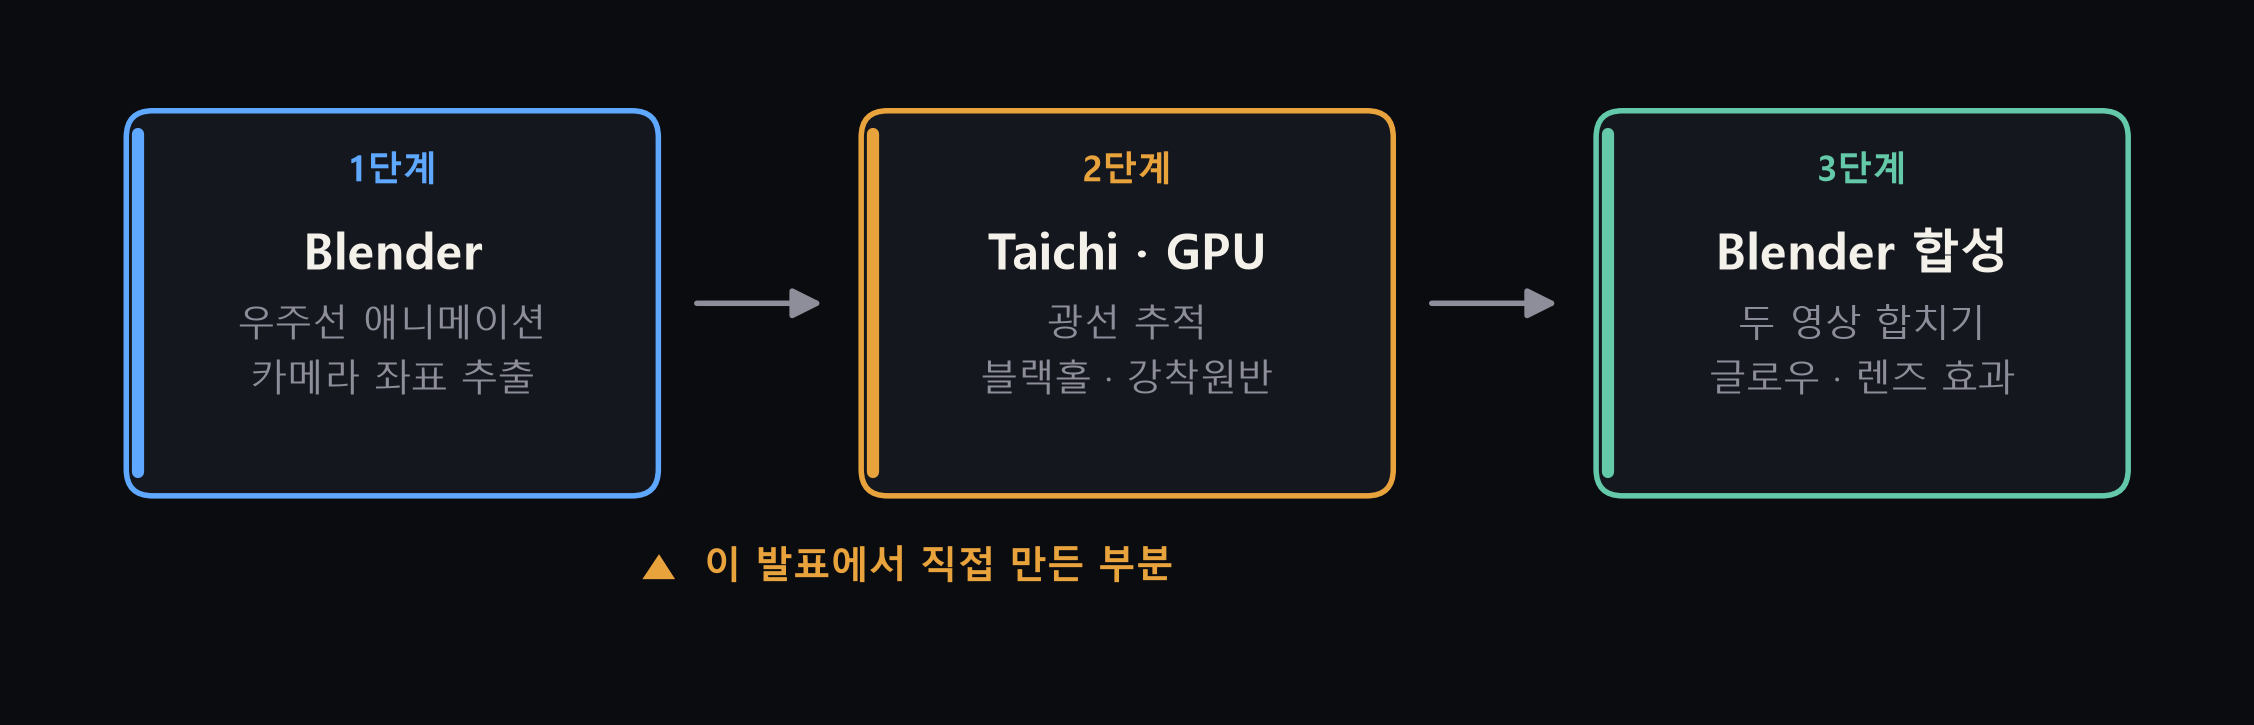 1단계
Blender
우주선 애니메이션
카메라 좌표 추출
2단계
Taichi · GPU
광선 추적
블랙홀 · 강착원반
3단계
Blender 합성
두 영상 합치기
글로우 · 렌즈 효과
▲ 이 발표에서 직접 만든 부분